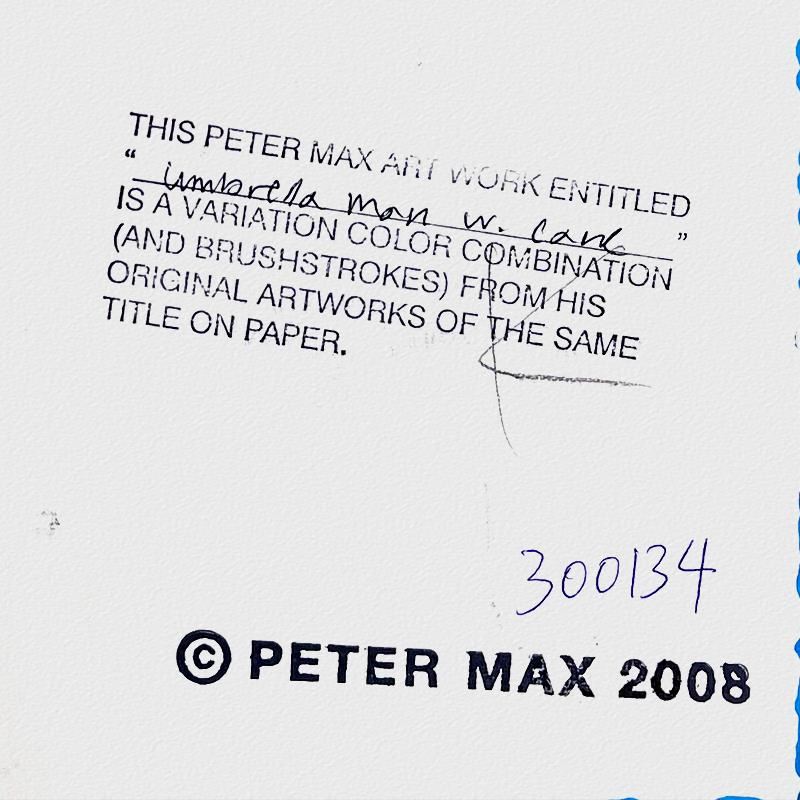 THIS PETER MAX ART WORK ENTITLED
“ umbrella man w. cane ”
IS A VARIATION COLOR COMBINATION
(AND BRUSHSTROKES) FROM HIS
ORIGINAL ARTWORKS OF THE SAME
TITLE ON PAPER.
300134
© PETER MAX 2008